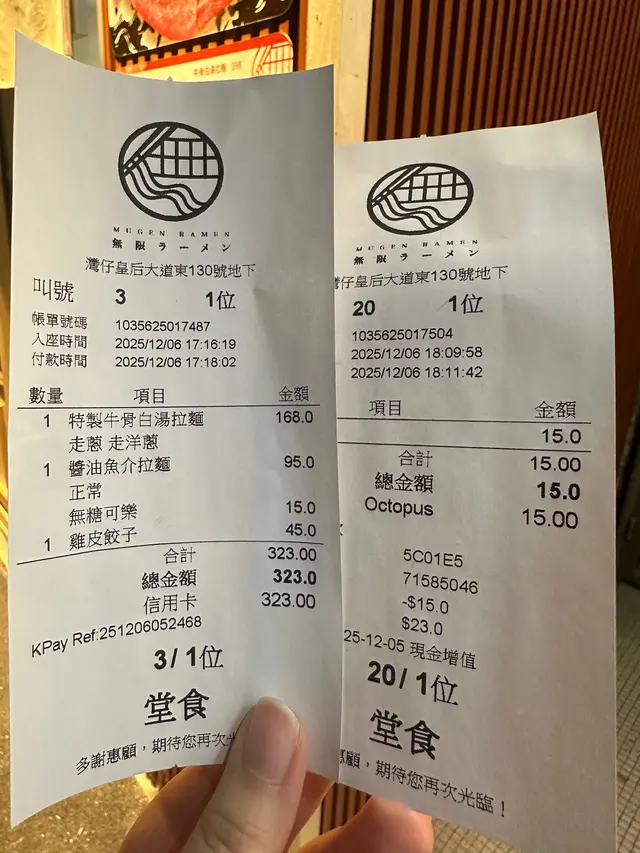 MUGEN RAMEN
無限ラーメン
灣仔皇后大道東130號地下
叫號 3 1位
帳單號碼 1035625017487
入座時間 2025/12/06 17:16:19
付款時間 2025/12/06 17:18:02
數量 項目 金額
1 特製牛骨白湯拉麵 168.0
走蔥 走洋蔥
1 醬油魚介拉麵 95.0
正常
無糖可樂 15.0
1 雞皮餃子 45.0
合計 323.00
總金額 323.0
信用卡 323.00
KPay Ref:251206052468
3 / 1位
堂食
多謝惠顧，期待您再次
MUGEN RAMEN
無限ラーメン
灣仔皇后大道東130號地下
20 1位
1035625017504
2025/12/06 18:09:58
2025/12/06 18:11:42
項目 金額
15.0
合計 15.00
總金額 15.0
Octopus 15.00
5C01E5
71585046
-$15.0
$23.0
25-12-05 現金增值
20 / 1位
堂食
惠顧，期待您再次光臨！